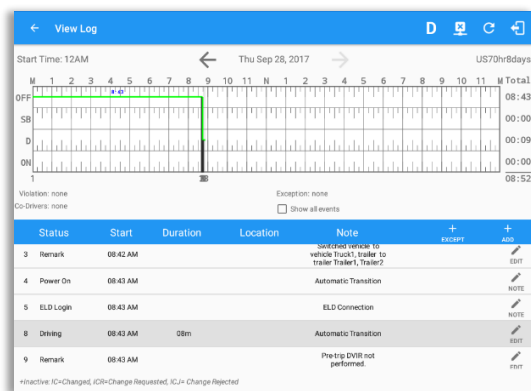 View Log D
Start Time: 12AM Thu Sep 28, 2017 US70hr8days
M 1 2 3 4 5 6 7 8 9 10 11 N 1 2 3 4 5 6 7 8 9 10 11 M Total
8:43
OFF 08:43
SB 00:00
D 00:09
ON 00:00
1 08:52
Violation: none Exception: none
Co-Drivers: none Show all events
Status Start Duration Location Note + EXCEPT + ADD
Switched vehicle to
3 Remark 08:42 AM vehicle Truck1, trailer to EDIT
trailer Trailer1, Trailer2
4 Power On 08:43 AM Automatic Transition NOTE
5 ELD Login 08:43 AM ELD Connection NOTE
8 Driving 08:43 AM 08m Automatic Transition EDIT
9 Remark 08:43 AM Pre-trip DVIR not EDIT
performed.
+Inactive: IC=Changed, ICR=Change Requested, ICJ= Change Rejected